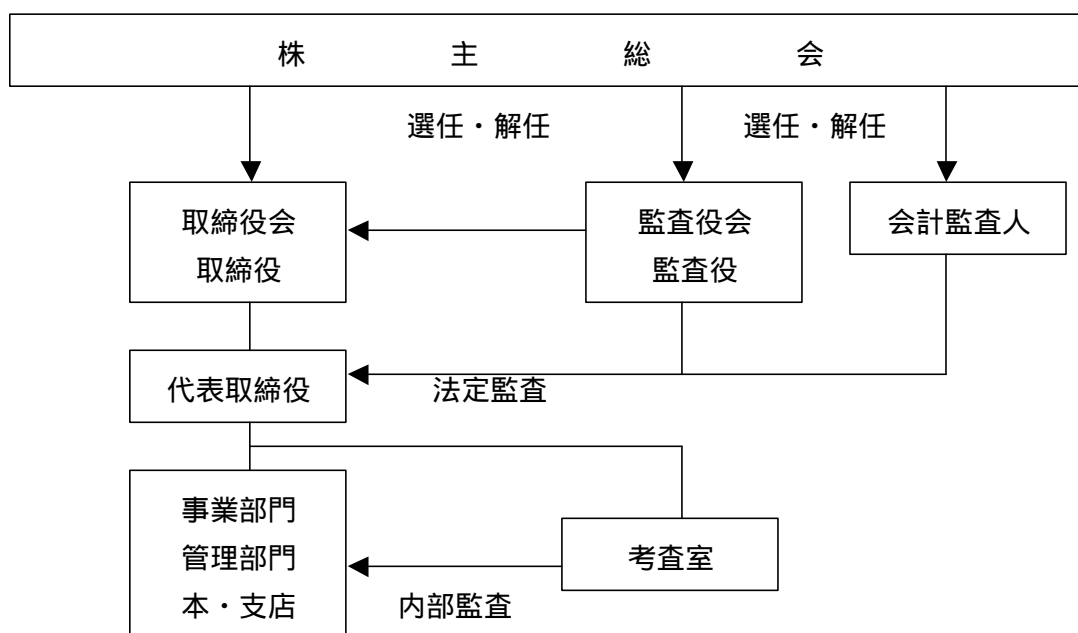 株主総会
選任・解任
選任・解任
取締役会
取締役
監査役会
監査役
会計監査人
代表取締役
法定監査
事業部門
管理部門
本・支店
考査室
内部監査